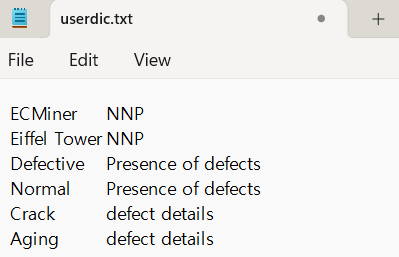 userdic.txt
File Edit View
ECMiner NNP
Eiffel Tower NNP
Defective Presence of defects
Normal Presence of defects
Crack defect details
Aging defect details